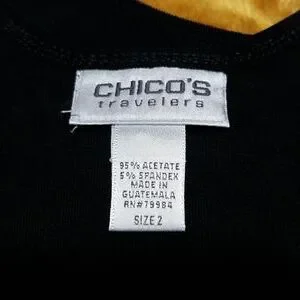 CHICO'S
travelers
95% ACETATE
5% SPANDEX
MADE IN
GUATEMALA
RN#79984
SIZE 2